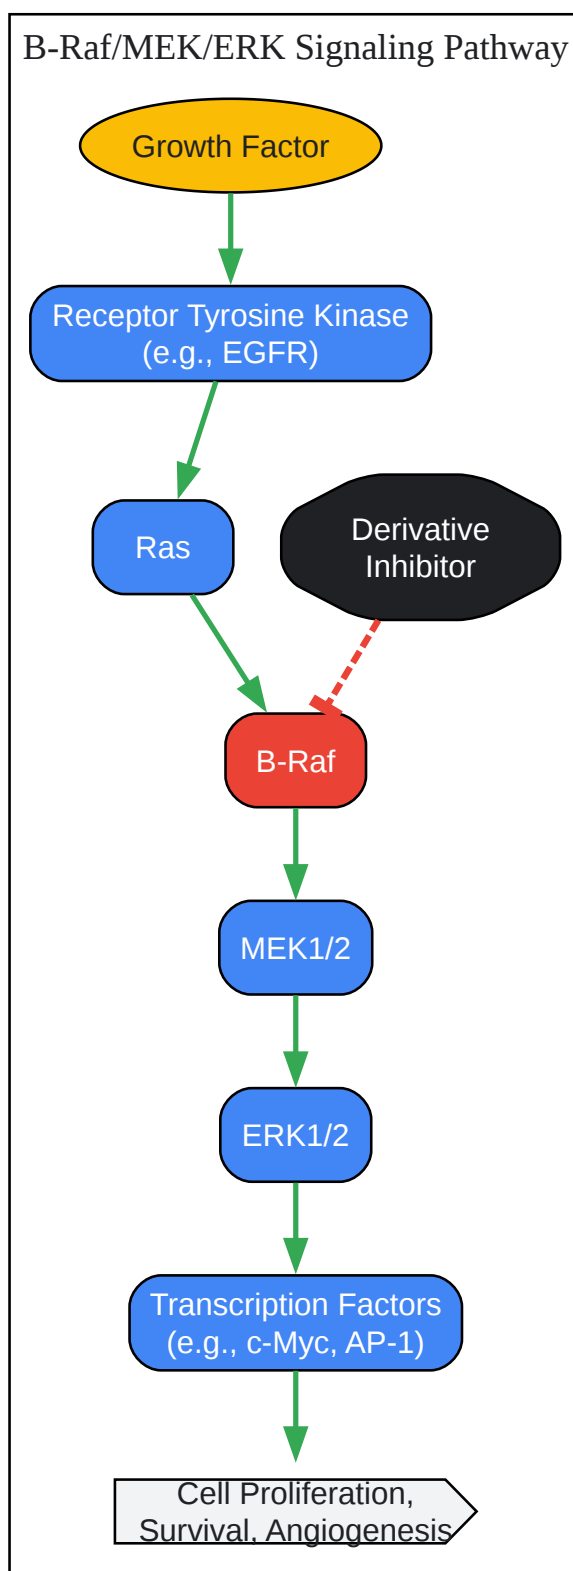 B-Raf/MEK/ERK Signaling Pathway
Growth Factor
Receptor Tyrosine Kinase
(e.g., EGFR)
Ras
Derivative
Inhibitor
B-Raf
MEK1/2
ERK1/2
Transcription Factors
(e.g., c-Myc, AP-1)
Cell Proliferation,
Survival, Angiogenesis